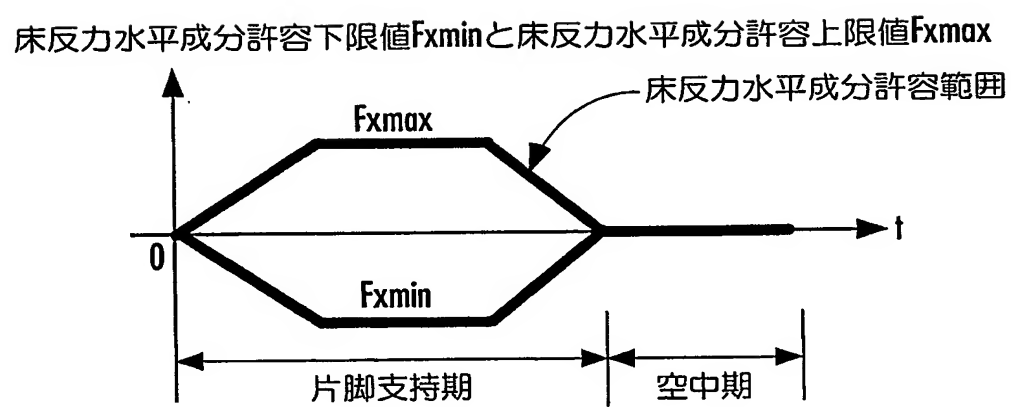 床反力水平成分許容下限値Fxminと床反力水平成分許容上限値Fxmax
床反力水平成分許容範囲
Fxmax
0
t
Fxmin
片脚支持期
空中期